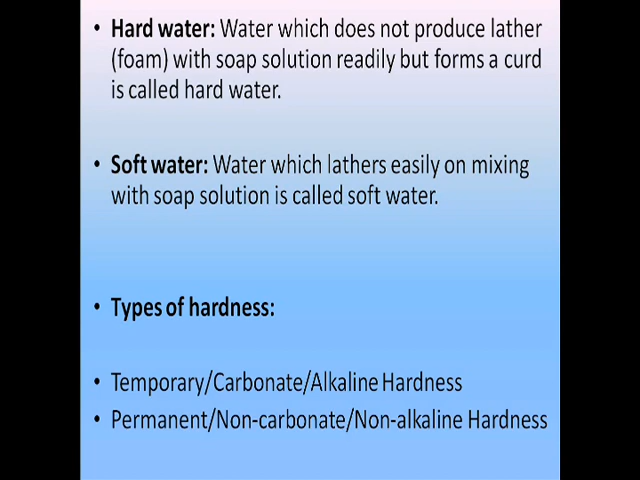 • Hard water: Water which does not produce lather
(foam) with soap solution readily but forms a curd
is called hard water.
• Soft water: Water which lathers easily on mixing
with soap solution is called soft water.
• Types of hardness:
• Temporary/Carbonate/Alkaline Hardness
• Permanent/Non-carbonate/Non-alkaline Hardness